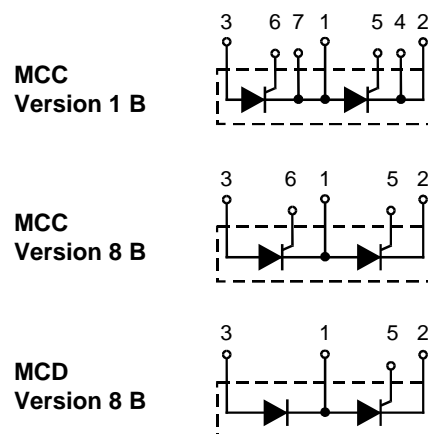 3 6 7 1 5 4 2
MCC
Version 1 B
3 6 1 5 2
MCC
Version 8 B
3 1 5 2
MCD
Version 8 B